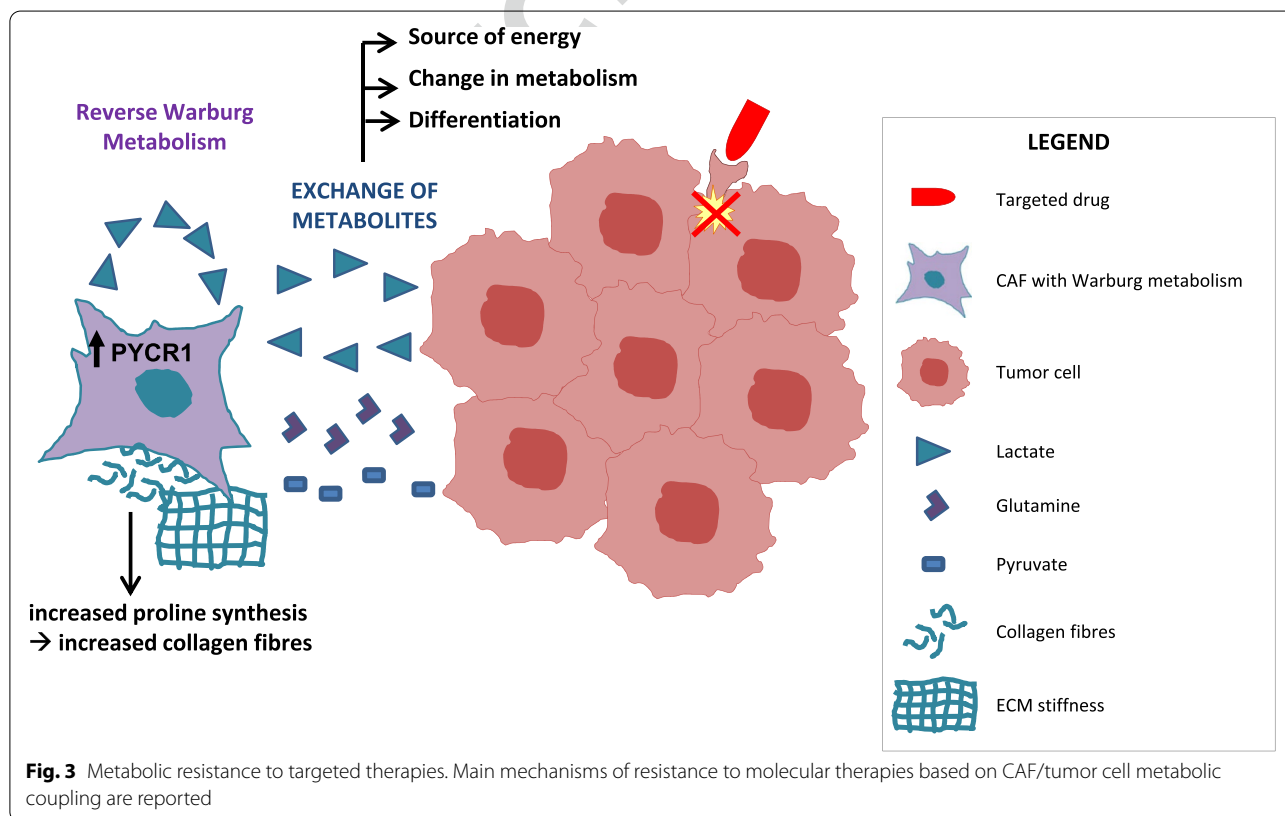 Source of energy
Change in metabolism
Differentiation
Reverse Warburg
Metabolism
EXCHANGE OF
METABOLITES
PYCR1
increased proline synthesis
→ increased collagen fibres
LEGEND
Targeted drug
CAF with Warburg metabolism
Tumor cell
Lactate
Glutamine
Pyruvate
Collagen fibres
ECM stiffness
Fig. 3 Metabolic resistance to targeted therapies. Main mechanisms of resistance to molecular therapies based on CAF/tumor cell metabolic
coupling are reported